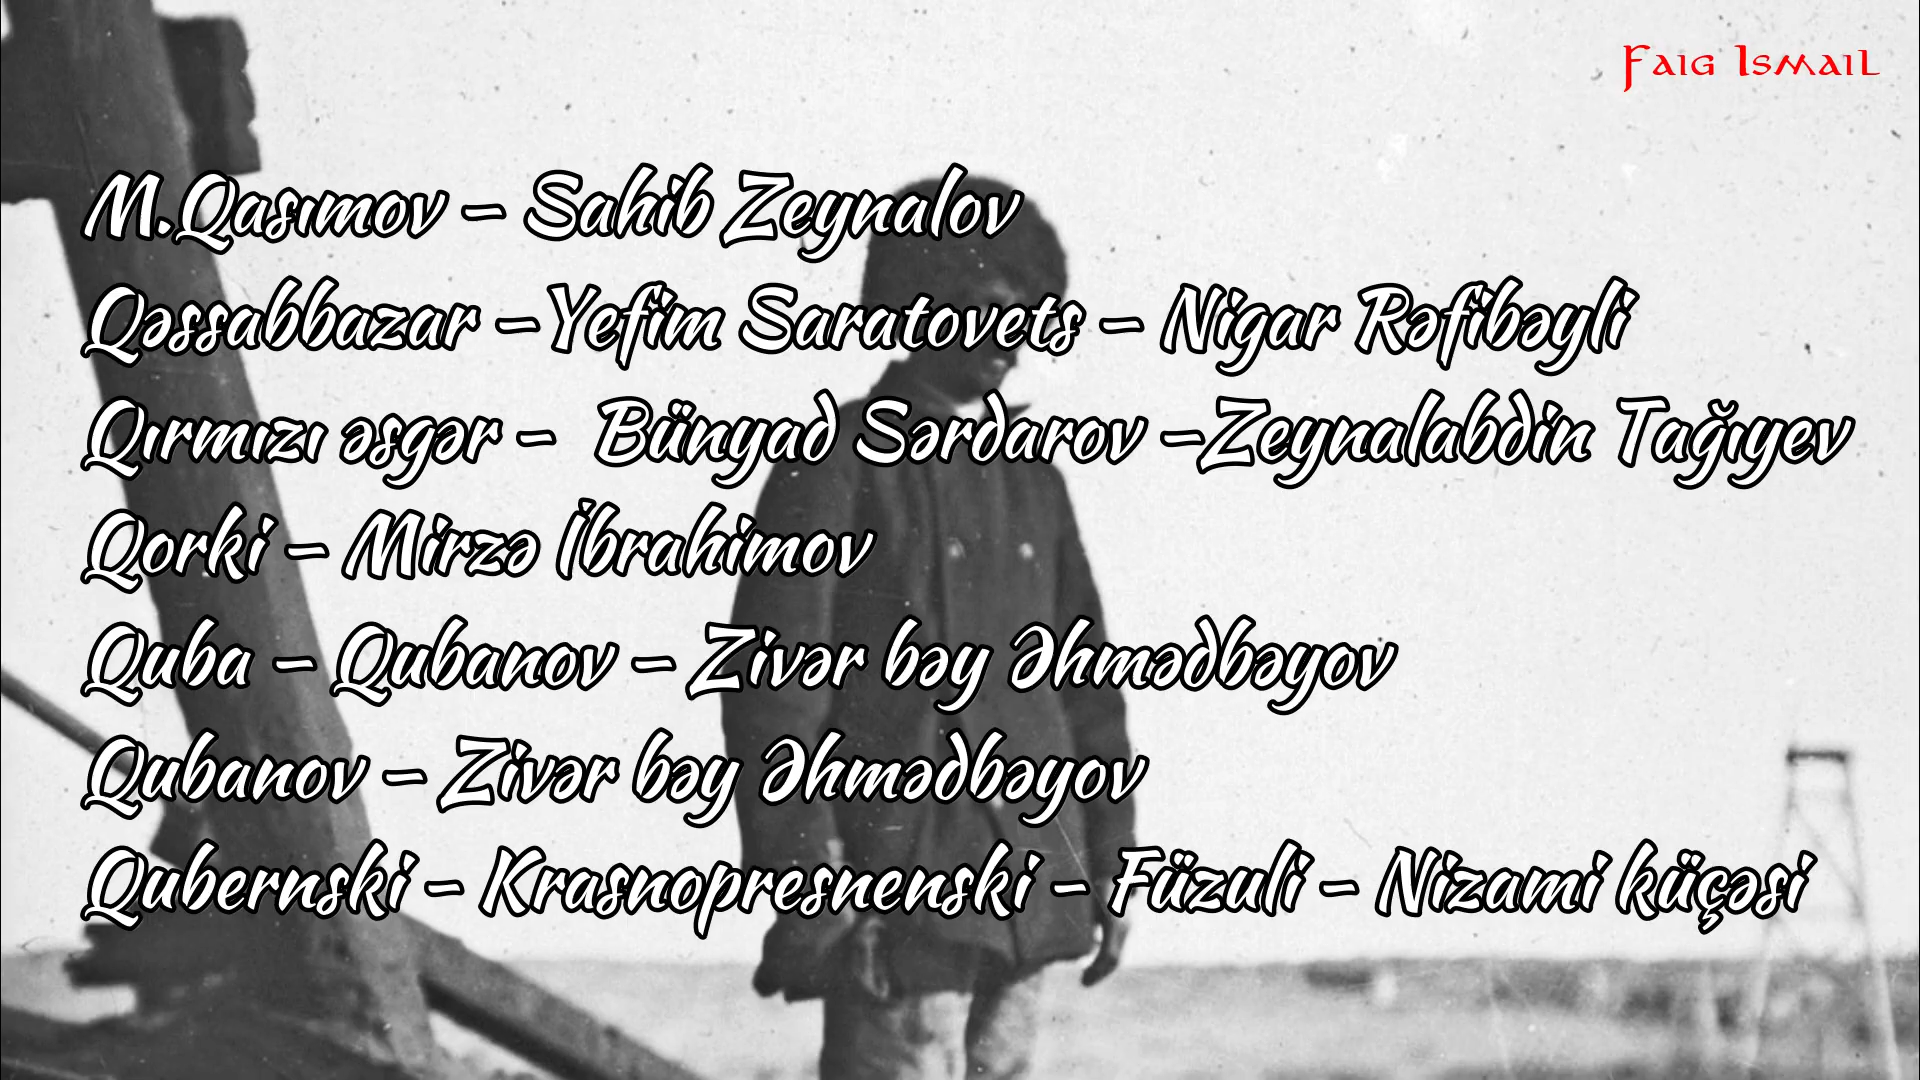 Faig Ismail
M.Qasımov – Sahib Zeynalov
Qəssabbazar –Yefim Saratovets – Nigar Rəfibəyli
Qırmızı əsgər – Bünyad Sərdarov –Zeynalabdin Tağıyev
Qorki – Mirzə İbrahimov
Quba – Qubanov – Zivər bəy Əhmədbəyov
Qubanov – Zivər bəy Əhmədbəyov
Qubernski – Krasnopresnenski – Füzuli – Nizami küçəsi